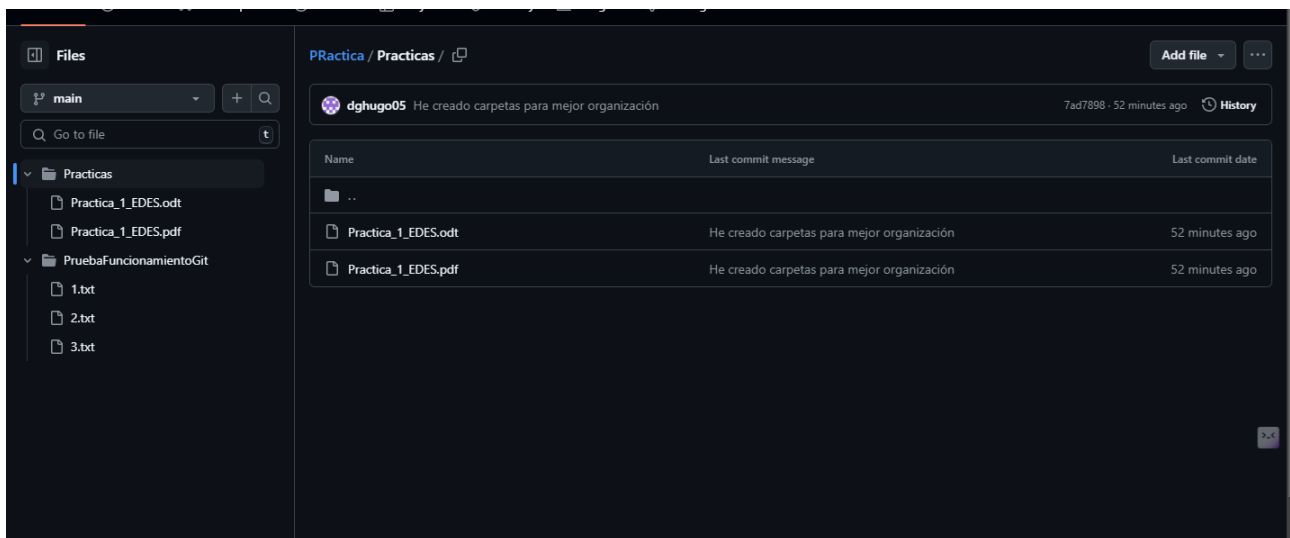 Files
main
Go to file
t
Practicas
Practica_1_EDES.odt
Practica_1_EDES.pdf
PruebaFuncionamientoGit
1.txt
2.txt
3.txt
PRactica / Practicas /
Add file
...
dghugo05 He creado carpetas para mejor organización
7ad7898 · 52 minutes ago History
Name Last commit message Last commit date
..
Practica_1_EDES.odt He creado carpetas para mejor organización 52 minutes ago
Practica_1_EDES.pdf He creado carpetas para mejor organización 52 minutes ago